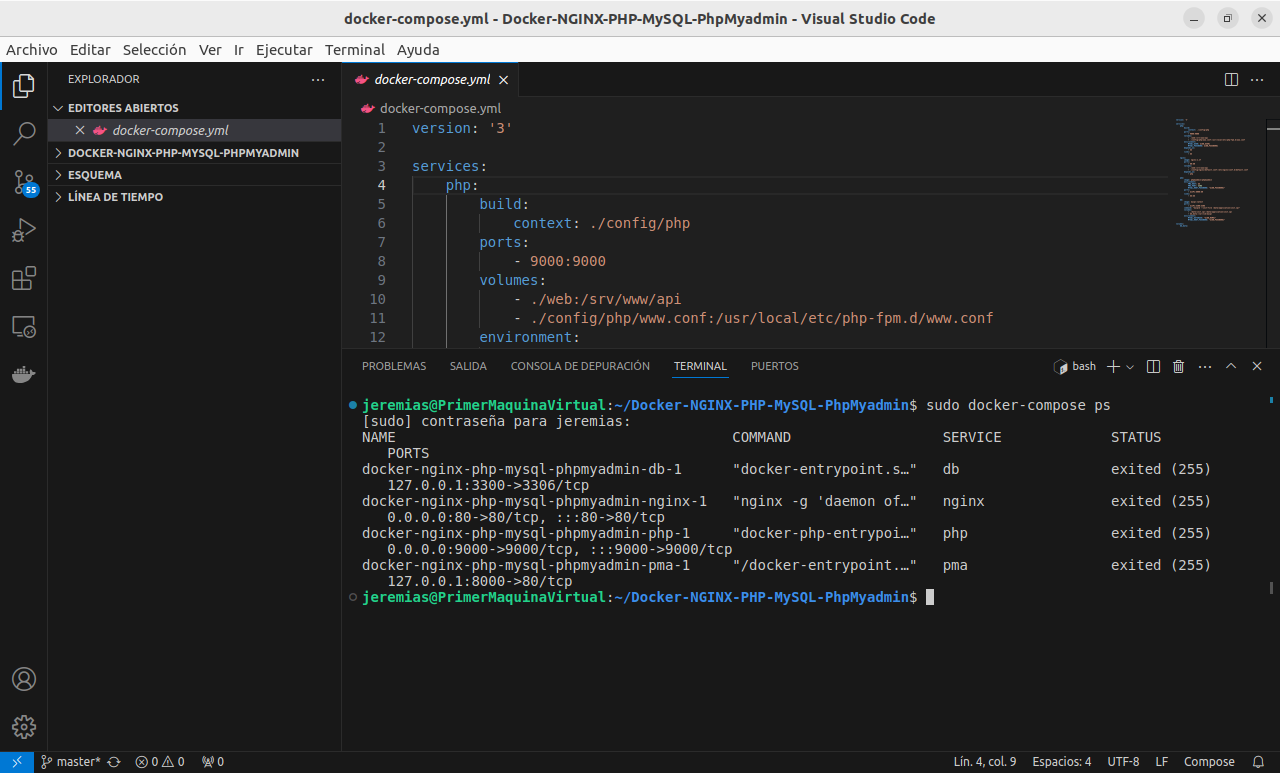 docker-compose.yml - Docker-NGINX-PHP-MySQL-PhpMyadmin - Visual Studio Code
Archivo Editar Selección Ver Ir Ejecutar Terminal Ayuda
EXPLORADOR
EDITORES ABIERTOS
docker-compose.yml
DOCKER-NGINX-PHP-MYSQL-PHPMYADMIN
ESQUEMA
LÍNEA DE TIEMPO
55
docker-compose.yml
docker-compose.yml
1 version: '3'
2
3 services:
4 php:
5 build:
6 context: ./config/php
7 ports:
8 - 9000:9000
9 volumes:
10 - ./web:/srv/www/api
11 - ./config/php/www.conf:/usr/local/etc/php-fpm.d/www.conf
12 environment:
PROBLEMAS SALIDA CONSOLA DE DEPURACIÓN TERMINAL PUERTOS bash
jeremias@PrimerMaquinaVirtual:~/Docker-NGINX-PHP-MySQL-PhpMyadmin$ sudo docker-compose ps
[sudo] contraseña para jeremias:
NAME COMMAND SERVICE STATUS
PORTS
docker-nginx-php-mysql-phpmyadmin-db-1 "docker-entrypoint.s…" db exited (255)
127.0.0.1:3300->3306/tcp
docker-nginx-php-mysql-phpmyadmin-nginx-1 "nginx -g 'daemon of…" nginx exited (255)
0.0.0.0:80->80/tcp, :::80->80/tcp
docker-nginx-php-mysql-phpmyadmin-php-1 "docker-php-entrypoi…" php exited (255)
0.0.0.0:9000->9000/tcp, :::9000->9000/tcp
docker-nginx-php-mysql-phpmyadmin-pma-1 "/docker-entrypoint.…" pma exited (255)
127.0.0.1:8000->80/tcp
jeremias@PrimerMaquinaVirtual:~/Docker-NGINX-PHP-MySQL-PhpMyadmin$
master* 0 0 0 Lín. 4, col. 9 Espacios: 4 UTF-8 LF Compose